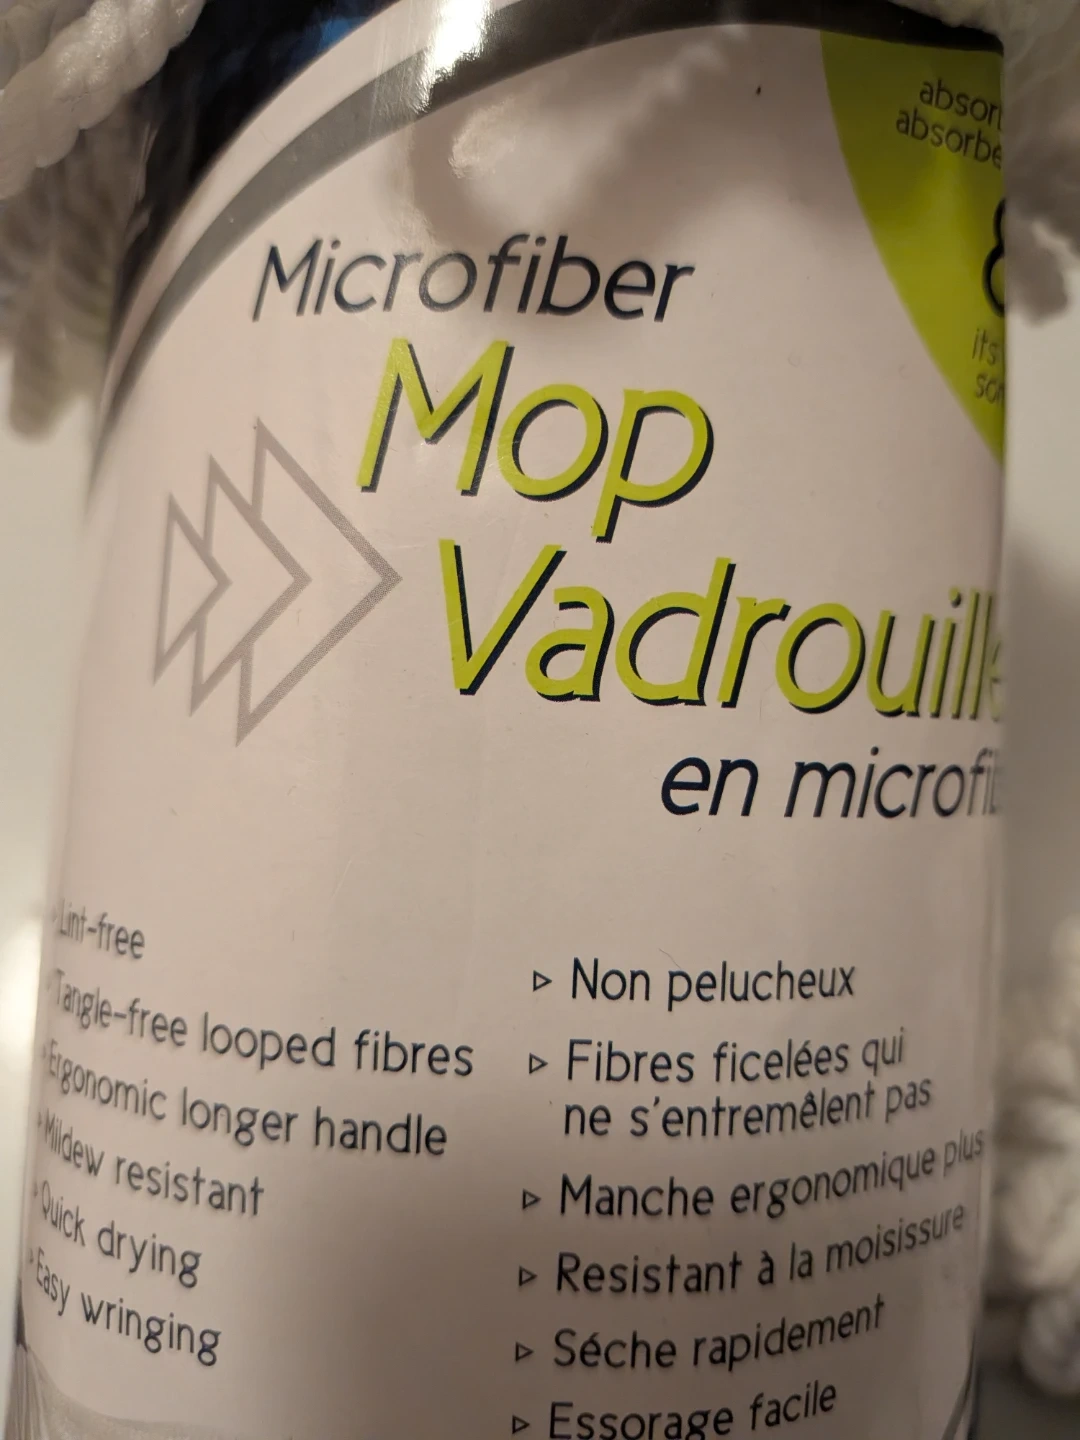 Microfiber
Mop
Vadrouille
en microfi
absor
absorbe
8
its
Lint-free
Tangle-free looped fibres
Ergonomic longer handle
Mildew resistant
Quick drying
Easy wringing
Non pelucheux
Fibres ficelées qui
ne s'entremêlent pas
Manche ergonomique plus
Resistant à la moisissure
Séche rapidement
Essorage facile